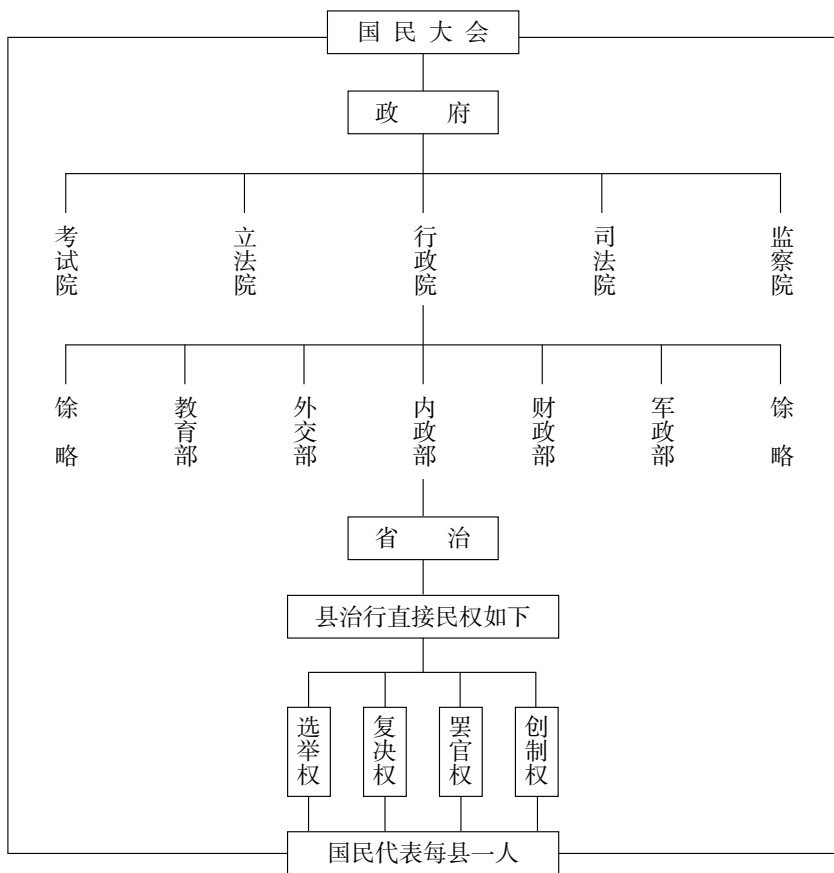 国民大会
政府
考试院
立法院
行政院
司法院
监察院
馀略
教育部
外交部
内政部
财政部
军政部
馀略
省治
县治行直接民权如下
选举权
复决权
罢官权
创制权
国民代表每县一人